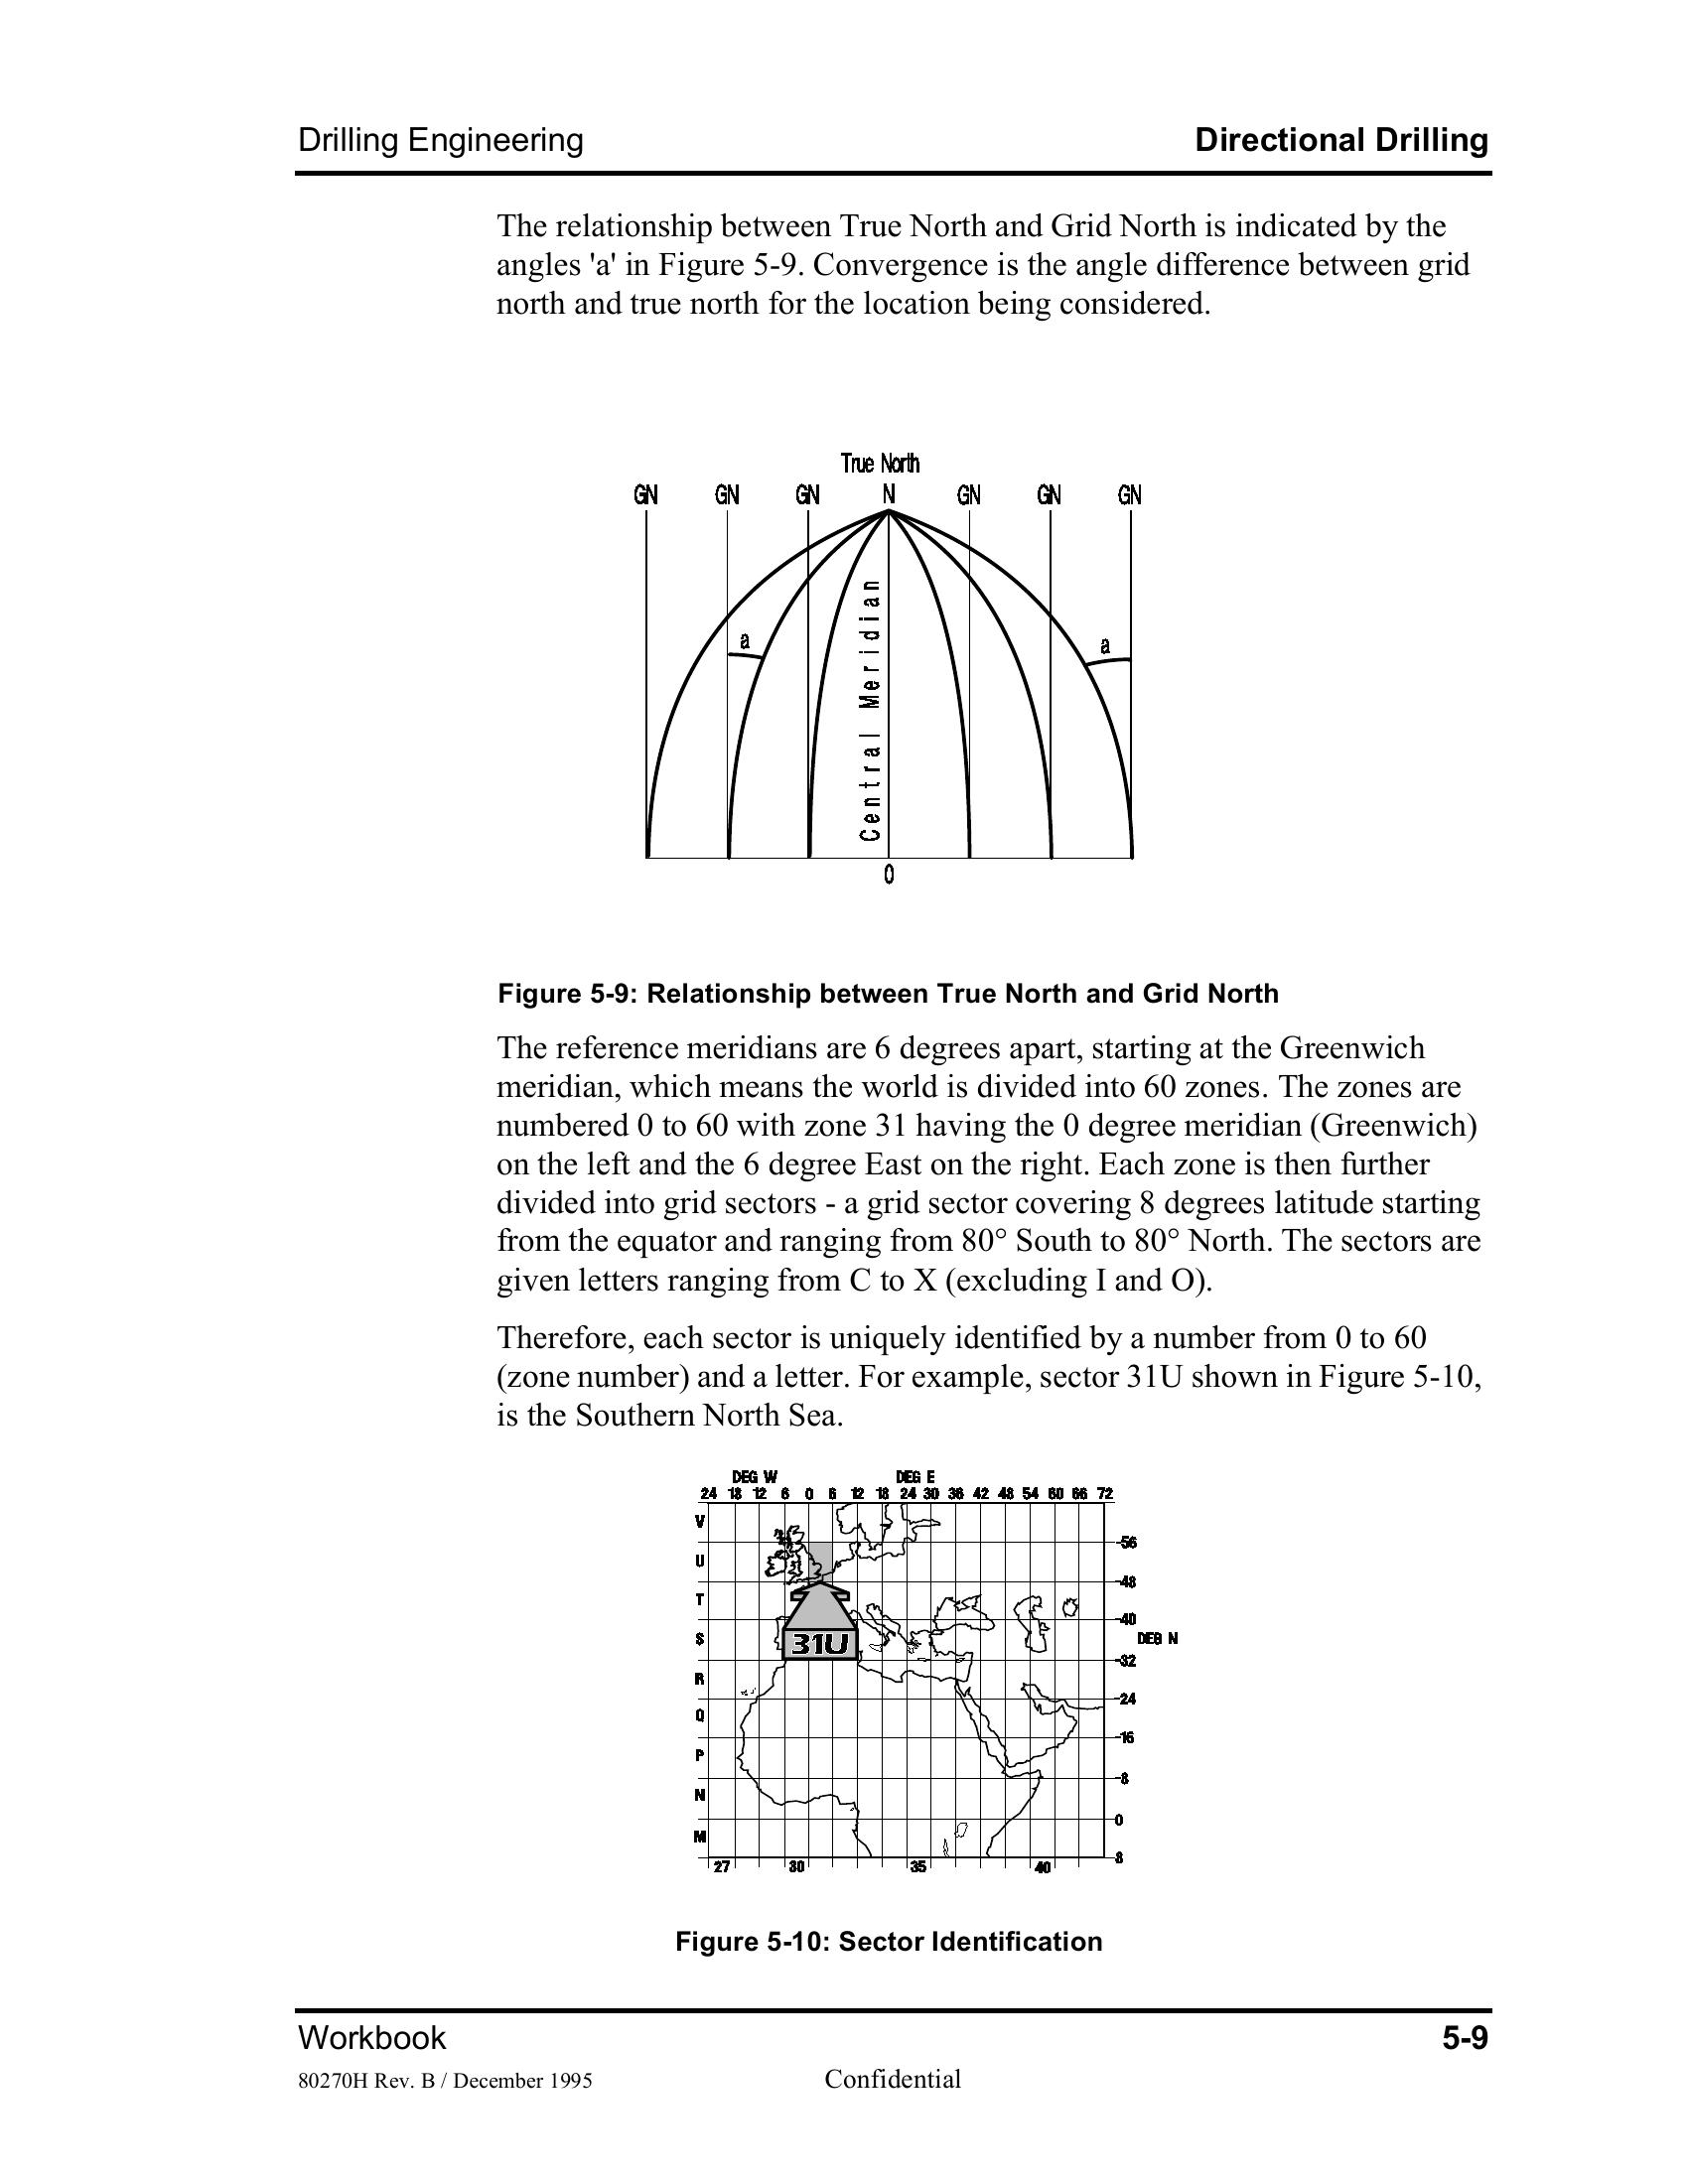 Drilling Engineering Directional Drilling
The relationship between True North and Grid North is indicated by the
angles 'a' in Figure 5-9. Convergence is the angle difference between grid
north and true north for the location being considered.
True North
GN GN GN N GN GN GN
a a
Central Meridian
0
Figure 5-9: Relationship between True North and Grid North
The reference meridians are 6 degrees apart, starting at the Greenwich
meridian, which means the world is divided into 60 zones. The zones are
numbered 0 to 60 with zone 31 having the 0 degree meridian (Greenwich)
on the left and the 6 degree East on the right. Each zone is then further
divided into grid sectors - a grid sector covering 8 degrees latitude starting
from the equator and ranging from 80° South to 80° North. The sectors are
given letters ranging from C to X (excluding I and O).
Therefore, each sector is uniquely identified by a number from 0 to 60
(zone number) and a letter. For example, sector 31U shown in Figure 5-10,
is the Southern North Sea.
DEG W DEG E
24 18 12 6 0 6 12 18 24 30 36 42 48 54 60 66 72
V
-56
U
-48
T
-40
S 31U DEG N
-32
R
-24
Q
-16
P
-8
N
0
M
8
27 30 35 40
Figure 5-10: Sector Identification
Workbook 5-9
80270H Rev. B / December 1995 Confidential